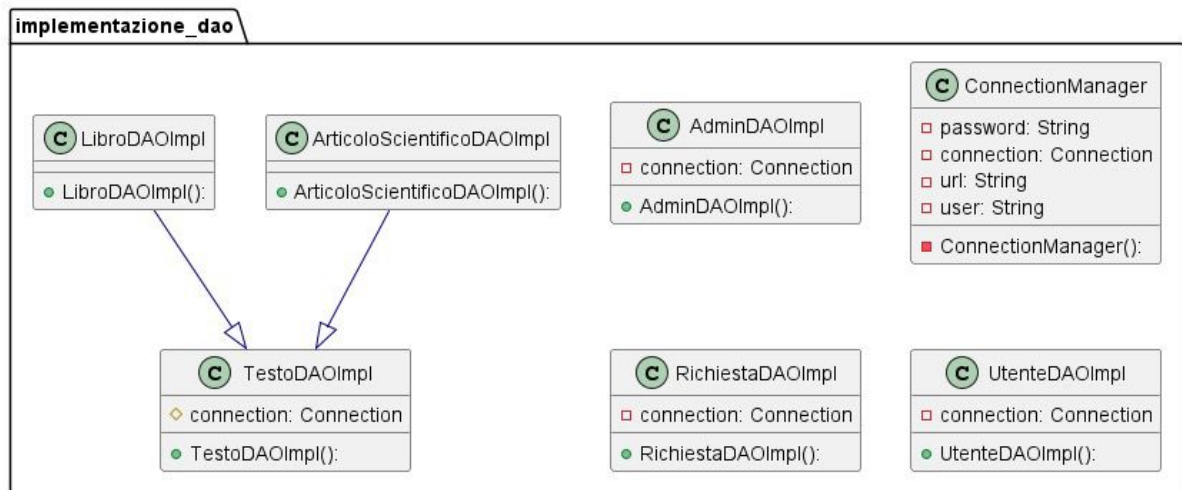 implementazione_dao
C LibroDAOImpl
LibroDAOImpl():
C ArticoloScientificoDAOImpl
ArticoloScientificoDAOImpl():
C AdminDAOImpl
connection: Connection
AdminDAOImpl():
C ConnectionManager
password: String
connection: Connection
url: String
user: String
ConnectionManager():
C TestoDAOImpl
connection: Connection
TestoDAOImpl():
C RichiestaDAOImpl
connection: Connection
RichiestaDAOImpl():
C UtenteDAOImpl
connection: Connection
UtenteDAOImpl():